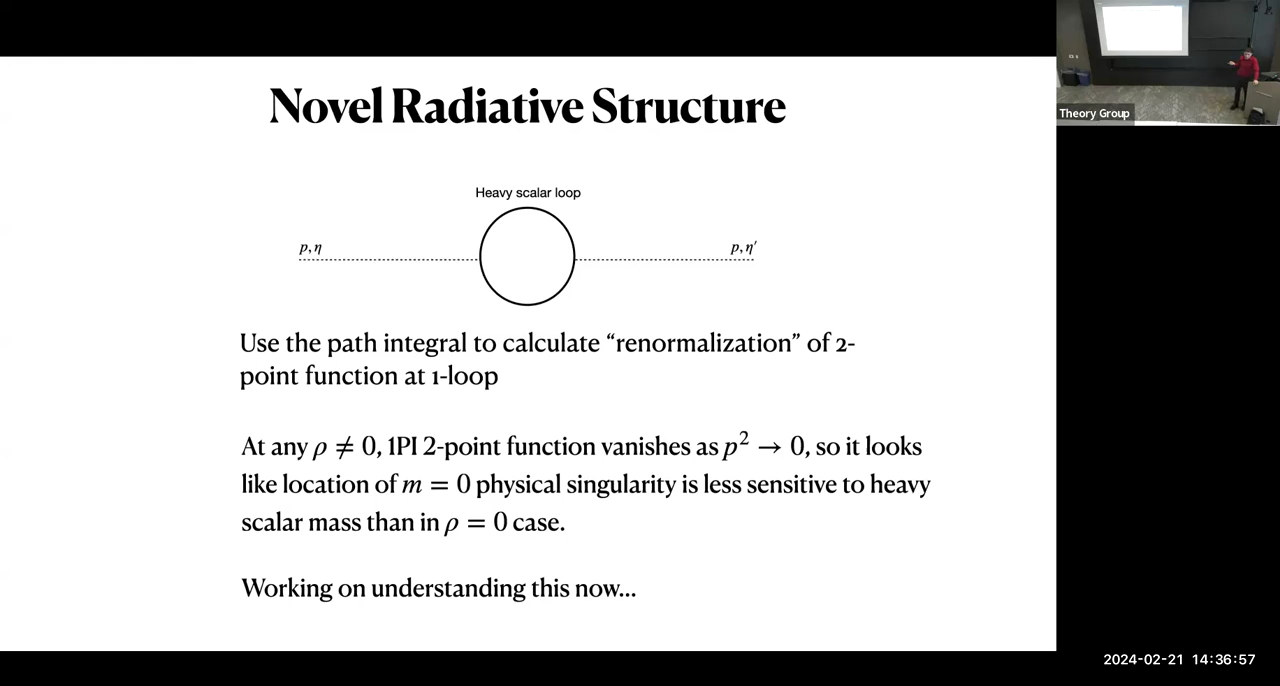 Novel Radiative Structure
Heavy scalar loop
p, η
p, η′
Use the path integral to calculate “renormalization” of 2-
point function at 1-loop
At any ρ ≠ 0, 1PI 2-point function vanishes as p² → 0, so it looks
like location of m = 0 physical singularity is less sensitive to heavy
scalar mass than in ρ = 0 case.
Working on understanding this now...
Theory Group
2024-02-21 14:36:57